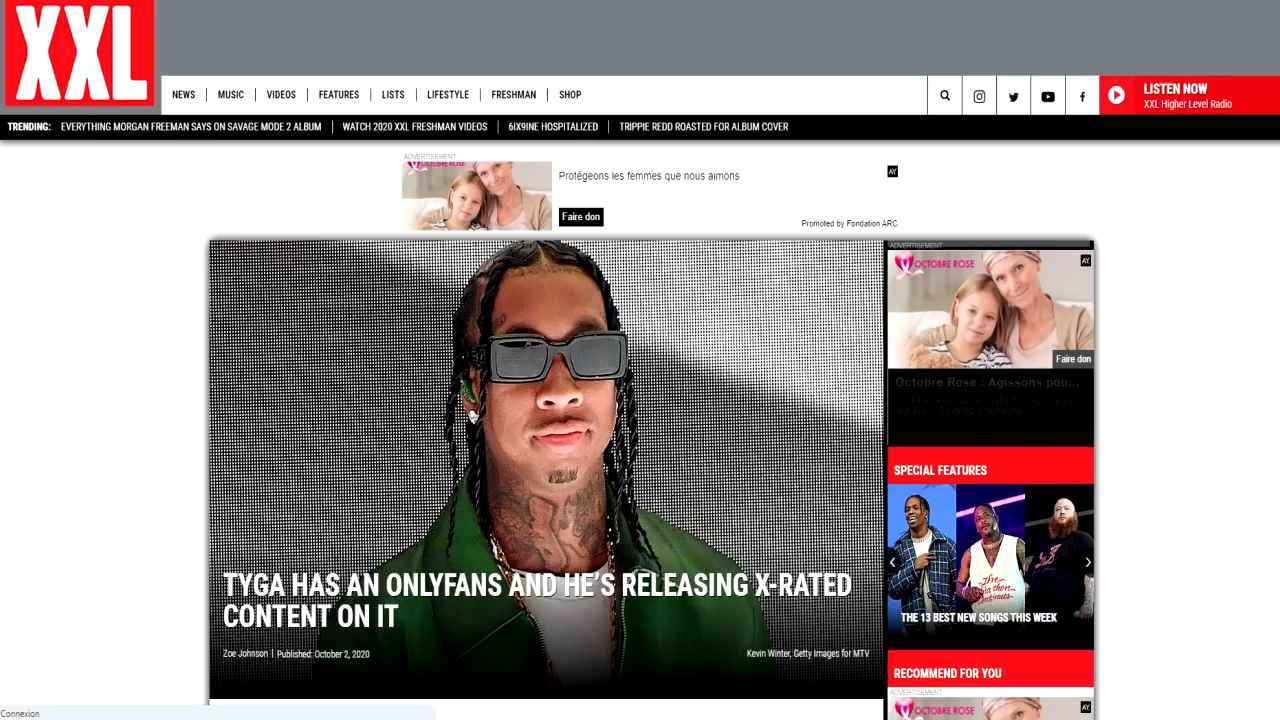 XXL
NEWS
MUSIC
VIDEOS
FEATURES
LISTS
LIFESTYLE
FRESHMAN
SHOP
LISTEN NOW
XXL Higher Level Radio
TRENDING:
EVERYTHING MORGAN FREEMAN SAYS ON SAVAGE MODE 2 ALBUM
WATCH 2020 XXL FRESHMAN VIDEOS
6IX9INE HOSPITALIZED
TRIPPIE REDD ROASTED FOR ALBUM COVER
ADVERTISEMENT
OCTOBRE ROSE
Protégeons les femmes que nous aimons
AY.
Faire don
Promoted by Fondation ARC
TYGA HAS AN ONLYFANS AND HE'S RELEASING X-RATED
CONTENT ON IT
Zoe Johnson
Published: October 2, 2020
Kevin Winter, Getty Images for MTV
ADVERTISEMENT
OCTOBRE ROSE
AY.
Faire don
Octobre Rose : Agissons pou...
SPECIAL FEATURES
THE 13 BEST NEW SONGS THIS WEEK
RECOMMEND FOR YOU
ADVERTISEMENT
OCTOBRE ROSE
AY.
Connexion